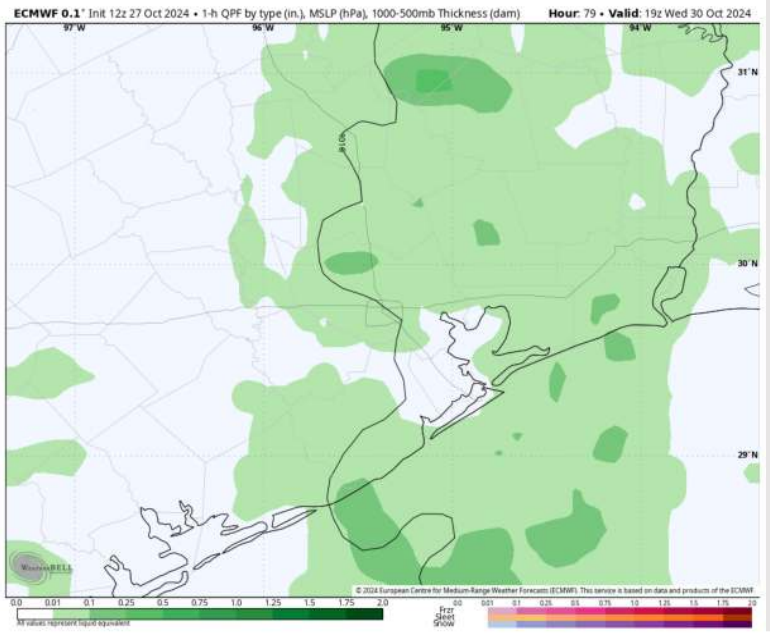 ECMWF 0.1° Init 12z 27 Oct 2024 • 1-h QPF by type (in.), MSLP (hPa), 1000-500mb Thickness (dam) Hour: 79 • Valid: 19z Wed 30 Oct 2024
97°W 96°W 95°W 94°W
31°N
1018
30°N
29°N
WeatherBELL
© 2024 European Centre for Medium-Range Weather Forecasts (ECMWF). This service is based on data and products of the ECMWF
0.0 0.01 0.1 0.25 0.5 0.75 1.0 1.25 1.5 1.75 2.0
0.0 0.01 0.1 0.25 0.50 0.75 1.0 1.25 1.5 1.75 2.0
Frzr
Sleet
Snow
All values represent liquid equivalent